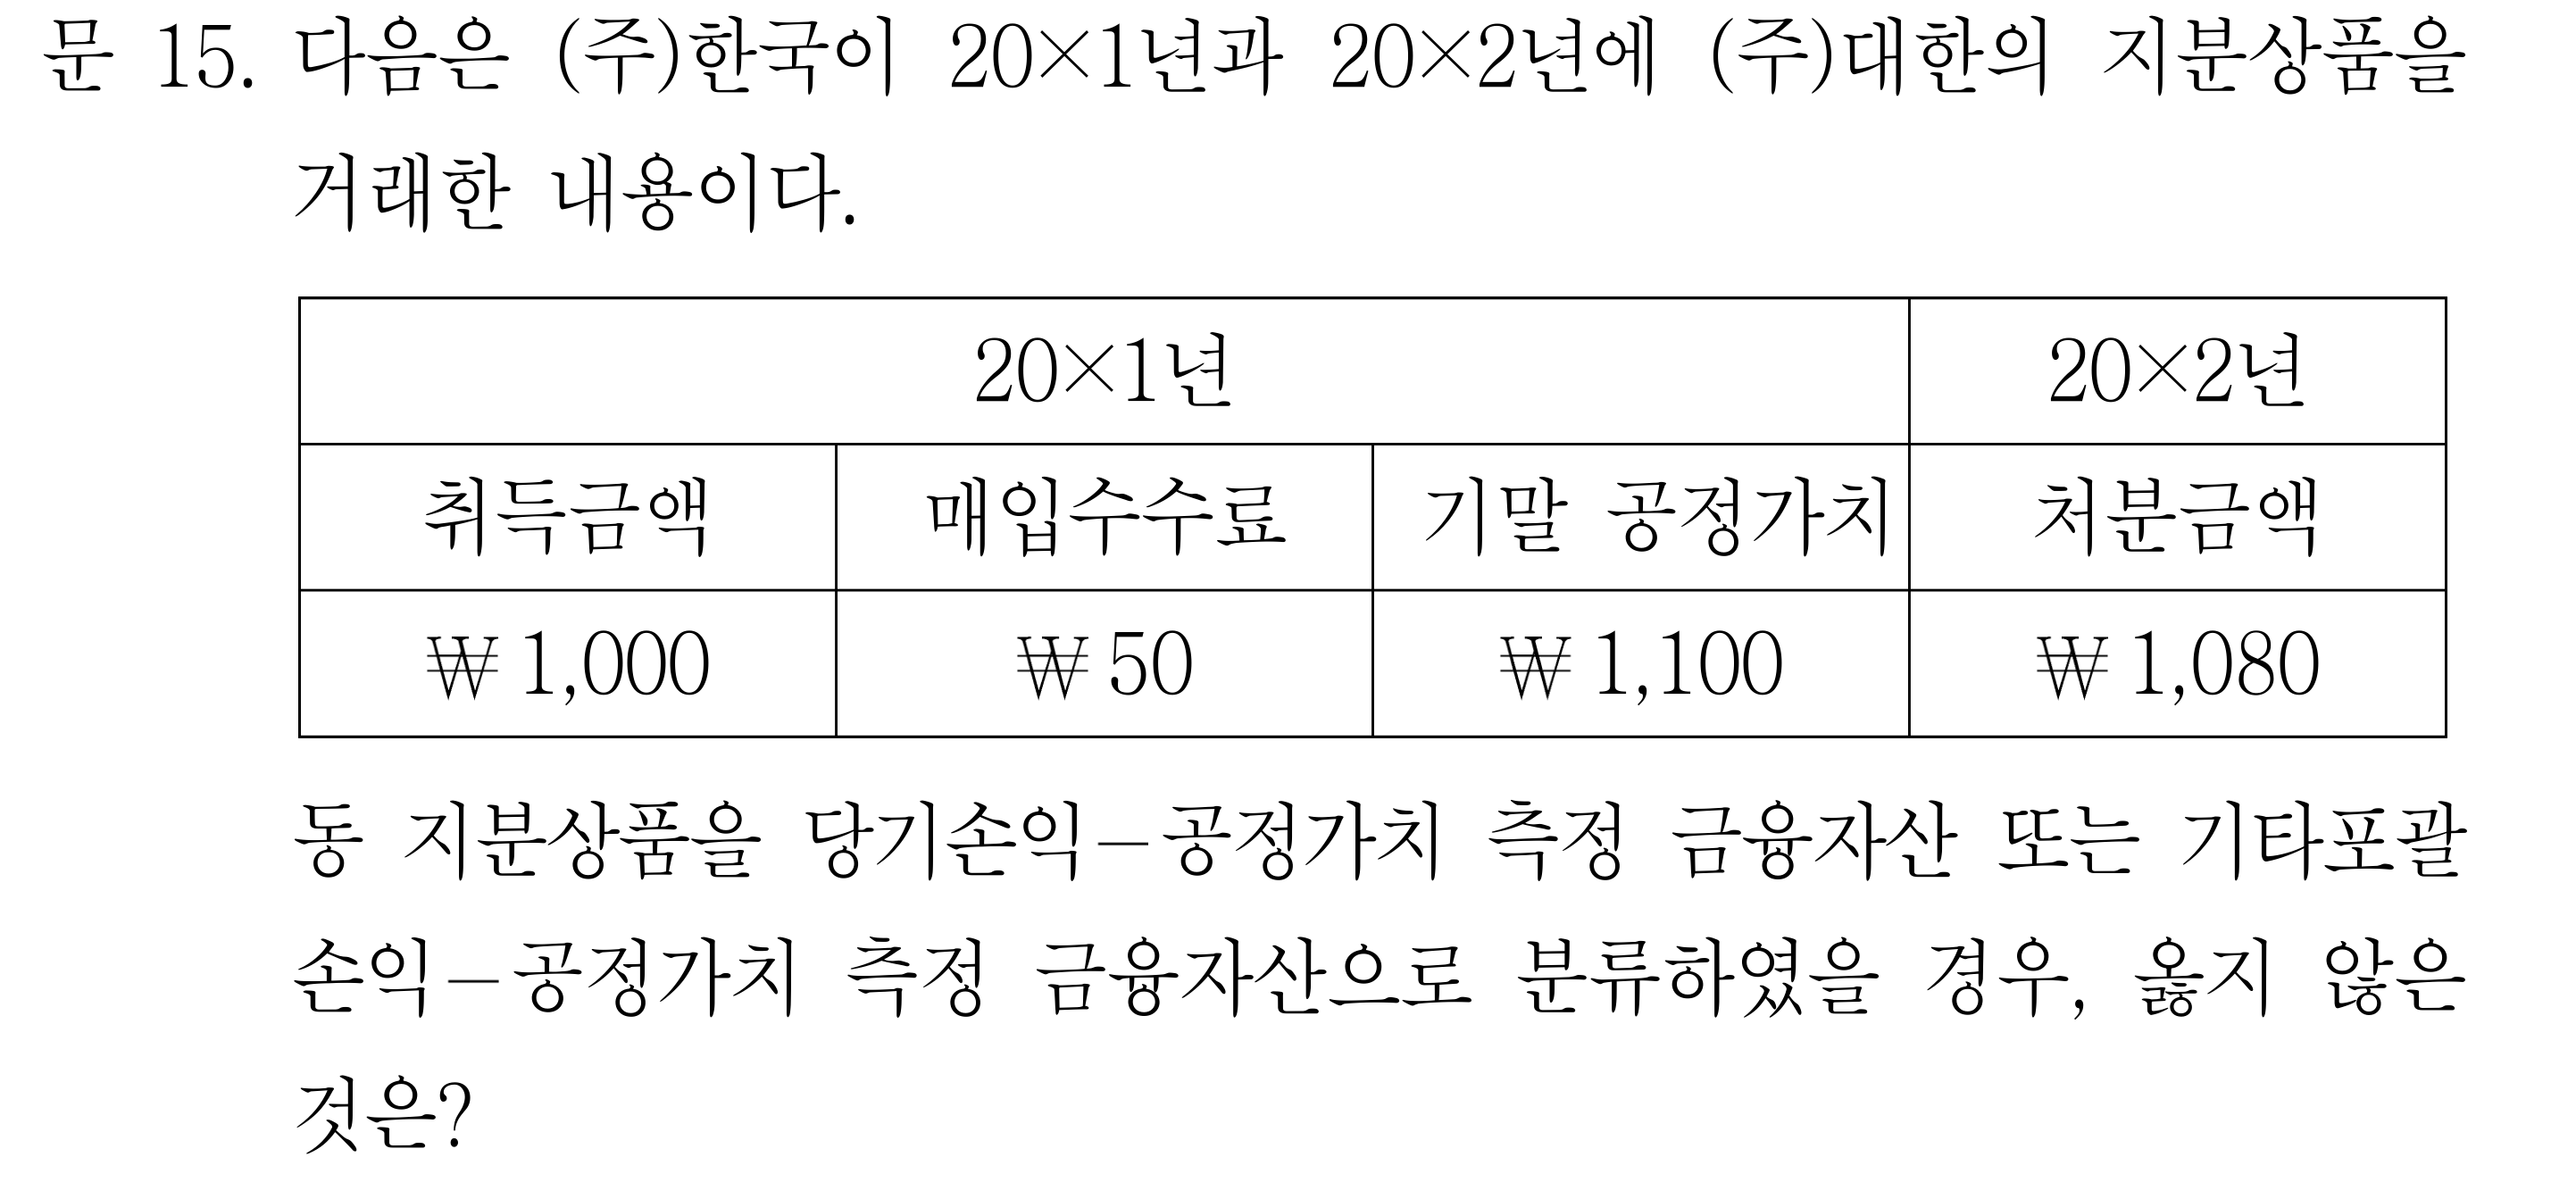 문 15. 다음은 (주)한국이 20×1년과 20×2년에 (주)대한의 지분상품을
거래한 내용이다.
20×1년 20×2년
취득금액 매입수수료 기말 공정가치 처분금액
₩ 1,000 ₩ 50 ₩ 1,100 ₩ 1,080
동 지분상품을 당기손익－공정가치 측정 금융자산 또는 기타포괄
손익－공정가치 측정 금융자산으로 분류하였을 경우, 옳지 않은
것은?